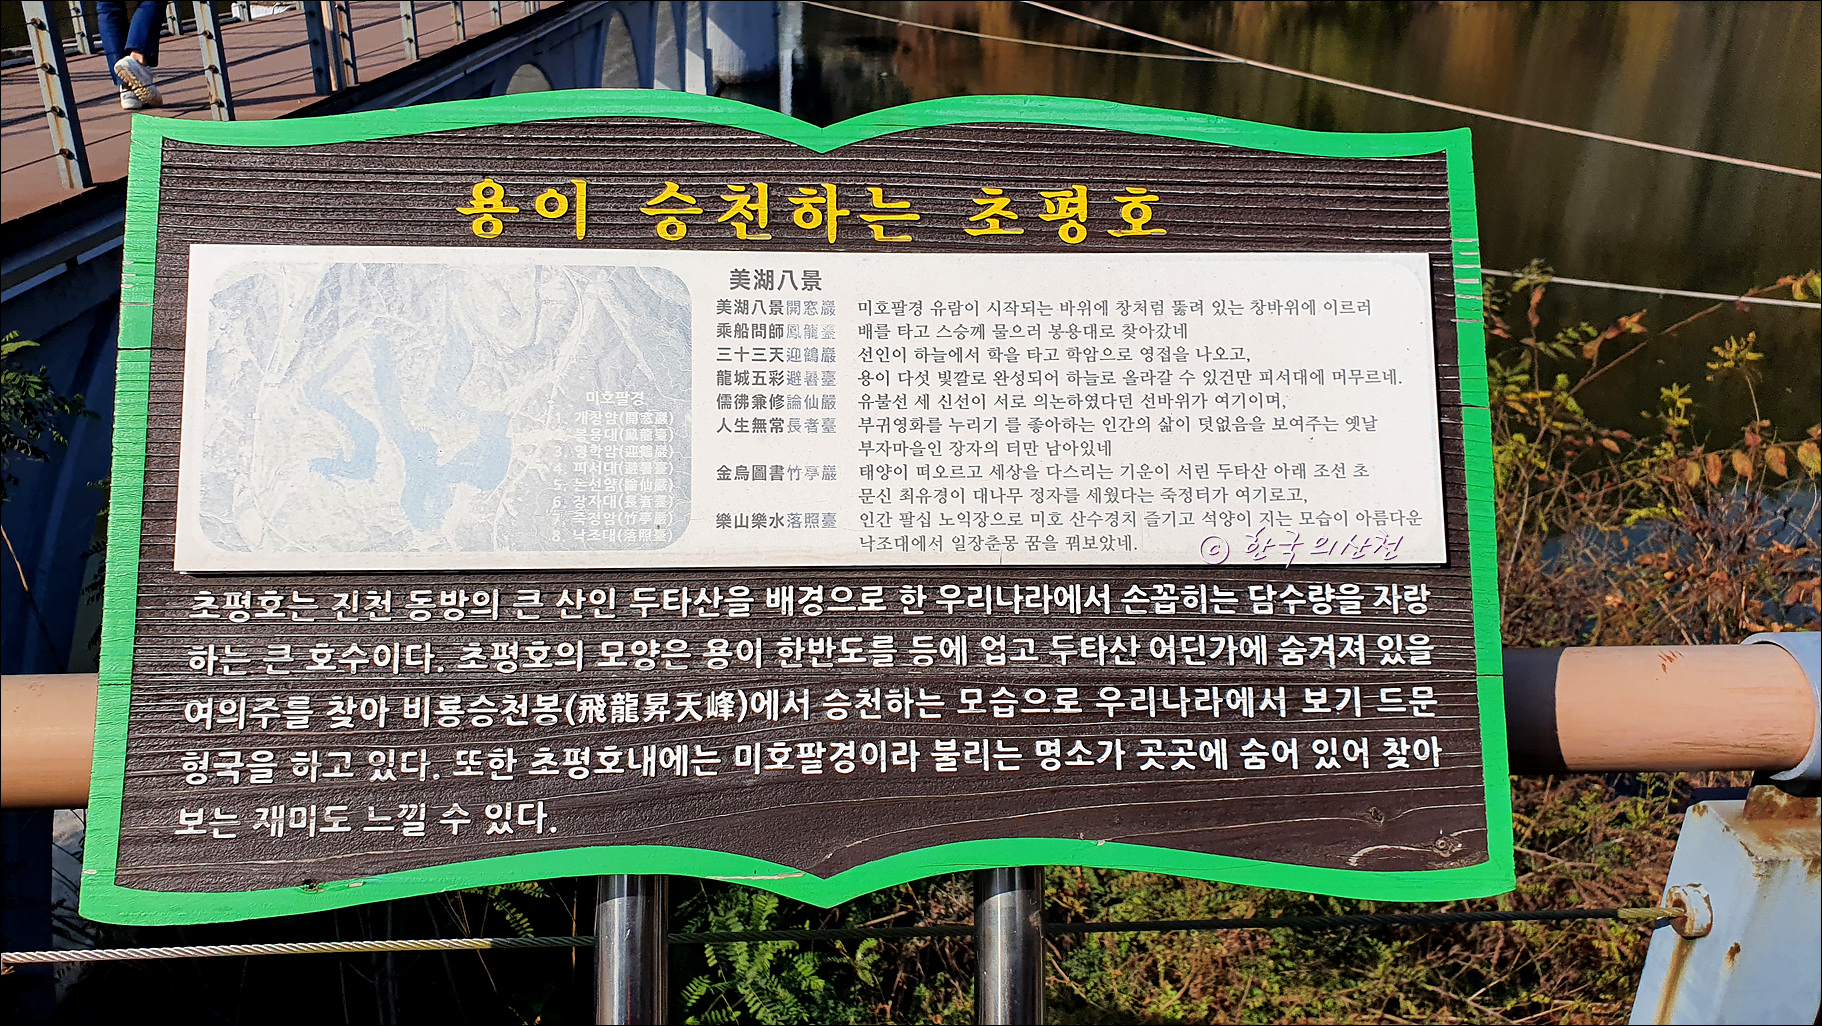 용이 승천하는 초평호
美湖八景
美湖八景開窓巖 미호팔경 유람이 시작되는 바위에 창처럼 뚫려 있는 창바위에 이르러
乘船問師鳳龍臺 배를 타고 스승께 물으러 봉용대로 찾아갔네
三十三天迎鶴巖 선인이 하늘에서 학을 타고 학암으로 영접을 나오고,
龍城五彩避暑臺 용이 다섯 빛깔로 완성되어 하늘로 올라갈 수 있건만 피서대에 머무르네.
儒彿兼修論仙巖 유불선 세 신선이 서로 의논하였다던 선바위가 여기이며,
人生無常長者臺 부귀영화를 누리기 를 좋아하는 인간의 삶이 덧없음을 보여주는 옛날
부자마을인 장자의 터만 남아있네
金烏圖書竹亭巖 태양이 떠오르고 세상을 다스리는 기운이 서린 두타산 아래 조선 초
문신 최유경이 대나무 정자를 세웠다는 죽정터가 여기로고,
樂山樂水落照臺 인간 팔십 노익장으로 미호 산수경치 즐기고 석양이 지는 모습이 아름다운
낙조대에서 일장춘몽 꿈을 꿔보았네.
미호팔경
1. 개창암(開窓巖)
봉용대(鳳龍臺)
3. 영학암(迎鶴巖)
4. 피서대(避暑臺)
5. 논선암(論仙巖)
6. 장자대(長者臺)
죽정암(竹亭巖)
8. 낙조대(落照臺)
ⓒ 한국의산천
초평호는 진천 동방의 큰 산인 두타산을 배경으로 한 우리나라에서 손꼽히는 담수량을 자랑
하는 큰 호수이다. 초평호의 모양은 용이 한반도를 등에 업고 두타산 어딘가에 숨겨져 있을
여의주를 찾아 비룡승천봉(飛龍昇天峰)에서 승천하는 모습으로 우리나라에서 보기 드문
형국을 하고 있다. 또한 초평호내에는 미호팔경이라 불리는 명소가 곳곳에 숨어 있어 찾아
보는 재미도 느낄 수 있다.